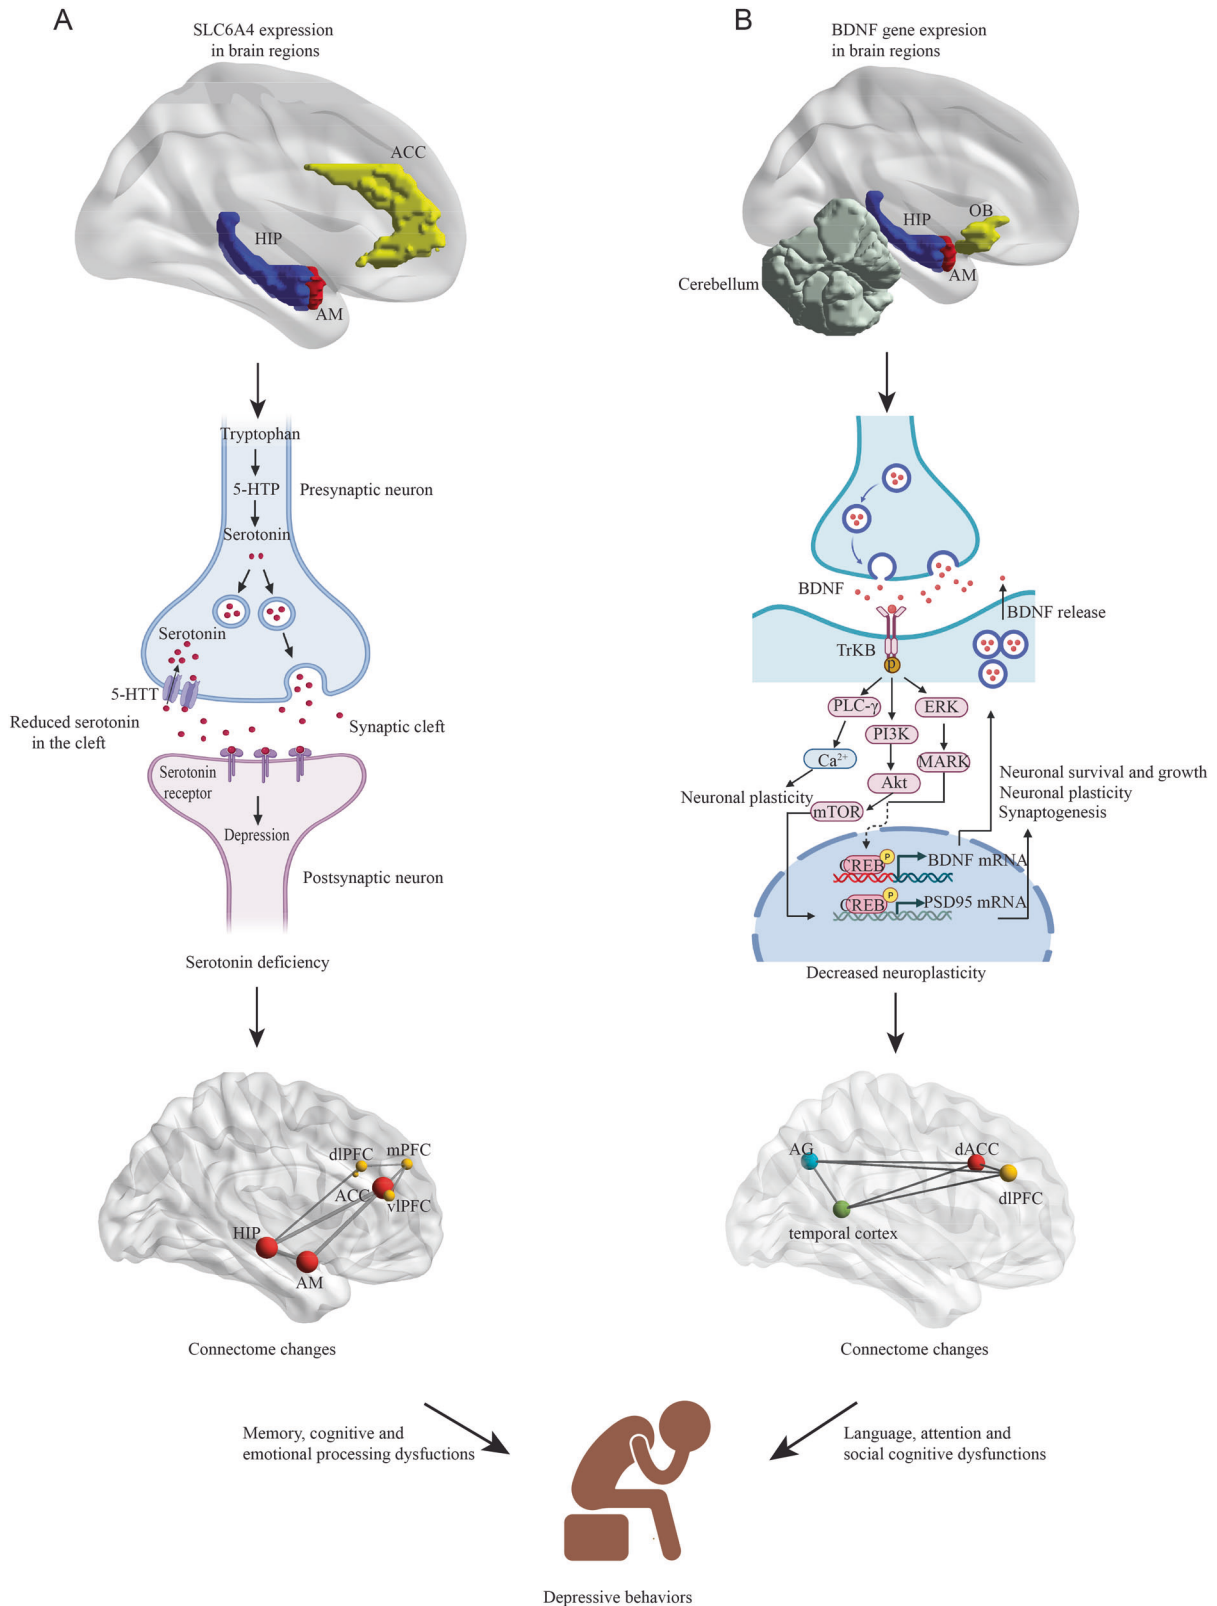 A
SLC6A4 expression
in brain regions
ACC
HIP
AM
Tryptophan
5-HTP
Presynaptic neuron
Serotonin
Serotonin
5-HTT
Reduced serotonin
in the cleft
Synaptic cleft
Serotonin
receptor
Depression
Postsynaptic neuron
Serotonin deficiency
dlPFC
mPFC
ACC
vlPFC
HIP
AM
Connectome changes
Memory, cognitive and
emotional processing dysfuctions
B
BDNF gene expresion
in brain regions
HIP
OB
AM
Cerebellum
BDNF
BDNF release
TrKB
p
PLC-γ
ERK
PI3K
Ca²⁺
MARK
Akt
Neuronal plasticity
mTOR
Neuronal survival and growth
Neuronal plasticity
Synaptogenesis
P
CREB
BDNF mRNA
P
CREB
PSD95 mRNA
Decreased neuroplasticity
AG
dACC
dlPFC
temporal cortex
Connectome changes
Language, attention and
social cognitive dysfunctions
Depressive behaviors